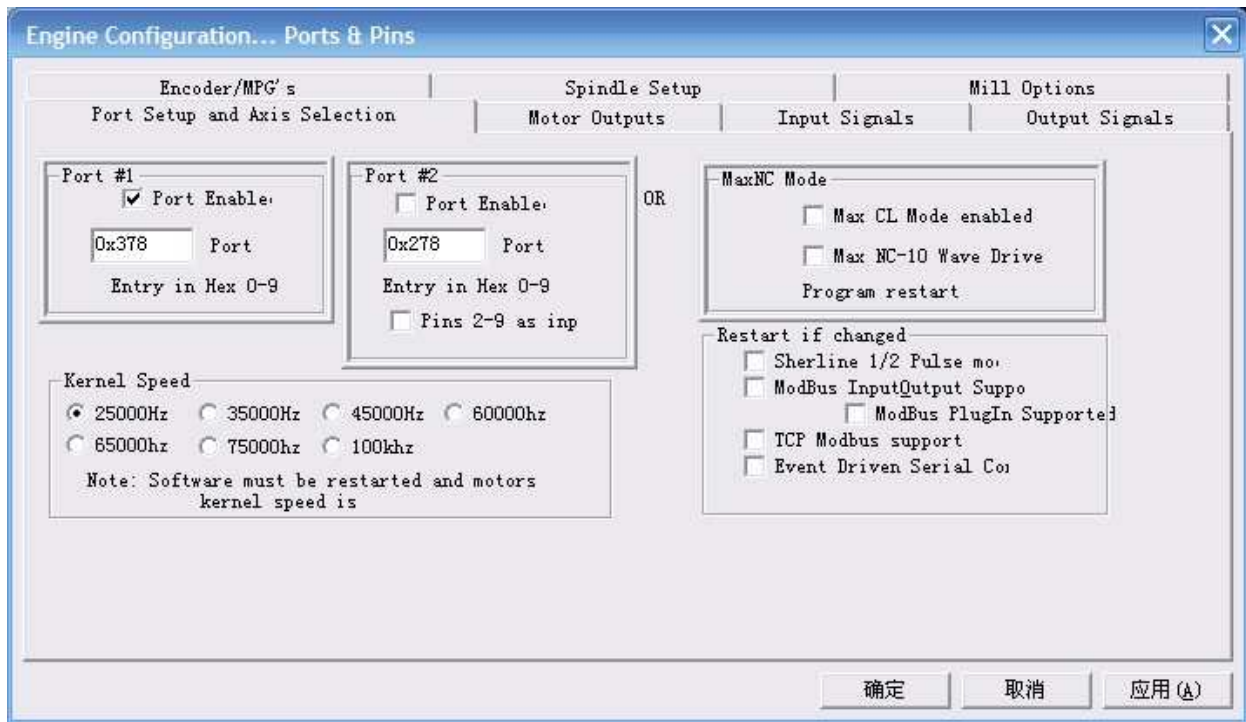 Engine Configuration... Ports & Pins
Encoder/MPG's
Spindle Setup
Mill Options
Port Setup and Axis Selection
Motor Outputs
Input Signals
Output Signals
Port #1
Port Enable
0x378
Port
Entry in Hex 0-9
Port #2
Port Enable
0x278
Port
Entry in Hex 0-9
Pins 2-9 as inp
OR
MaxNC Mode
Max CL Mode enabled
Max NC-10 Wave Drive
Program restart
Restart if changed
Sherline 1/2 Pulse mo
ModBus InputOutput Suppo
ModBus PlugIn Supported
TCP Modbus support
Event Driven Serial Co
Kernel Speed
25000Hz
35000Hz
45000Hz
60000hz
65000hz
75000hz
100khz
Note: Software must be restarted and motors
kernel speed is
确定
取消
应用(A)